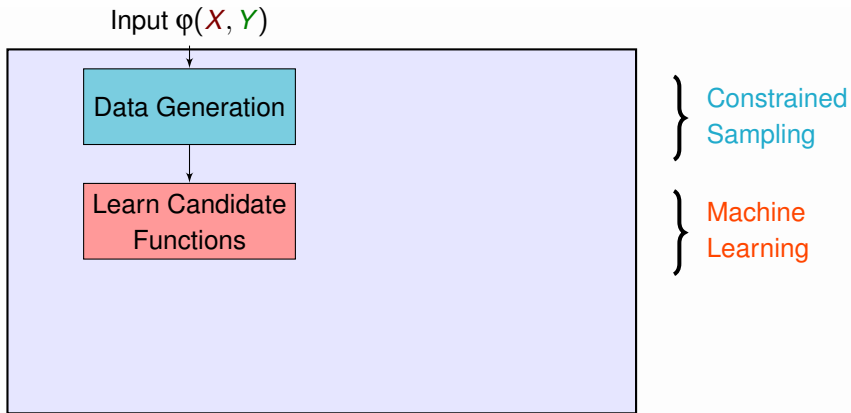 Input φ(X, Y)
Data Generation
Constrained
Sampling
Learn Candidate
Functions
Machine
Learning